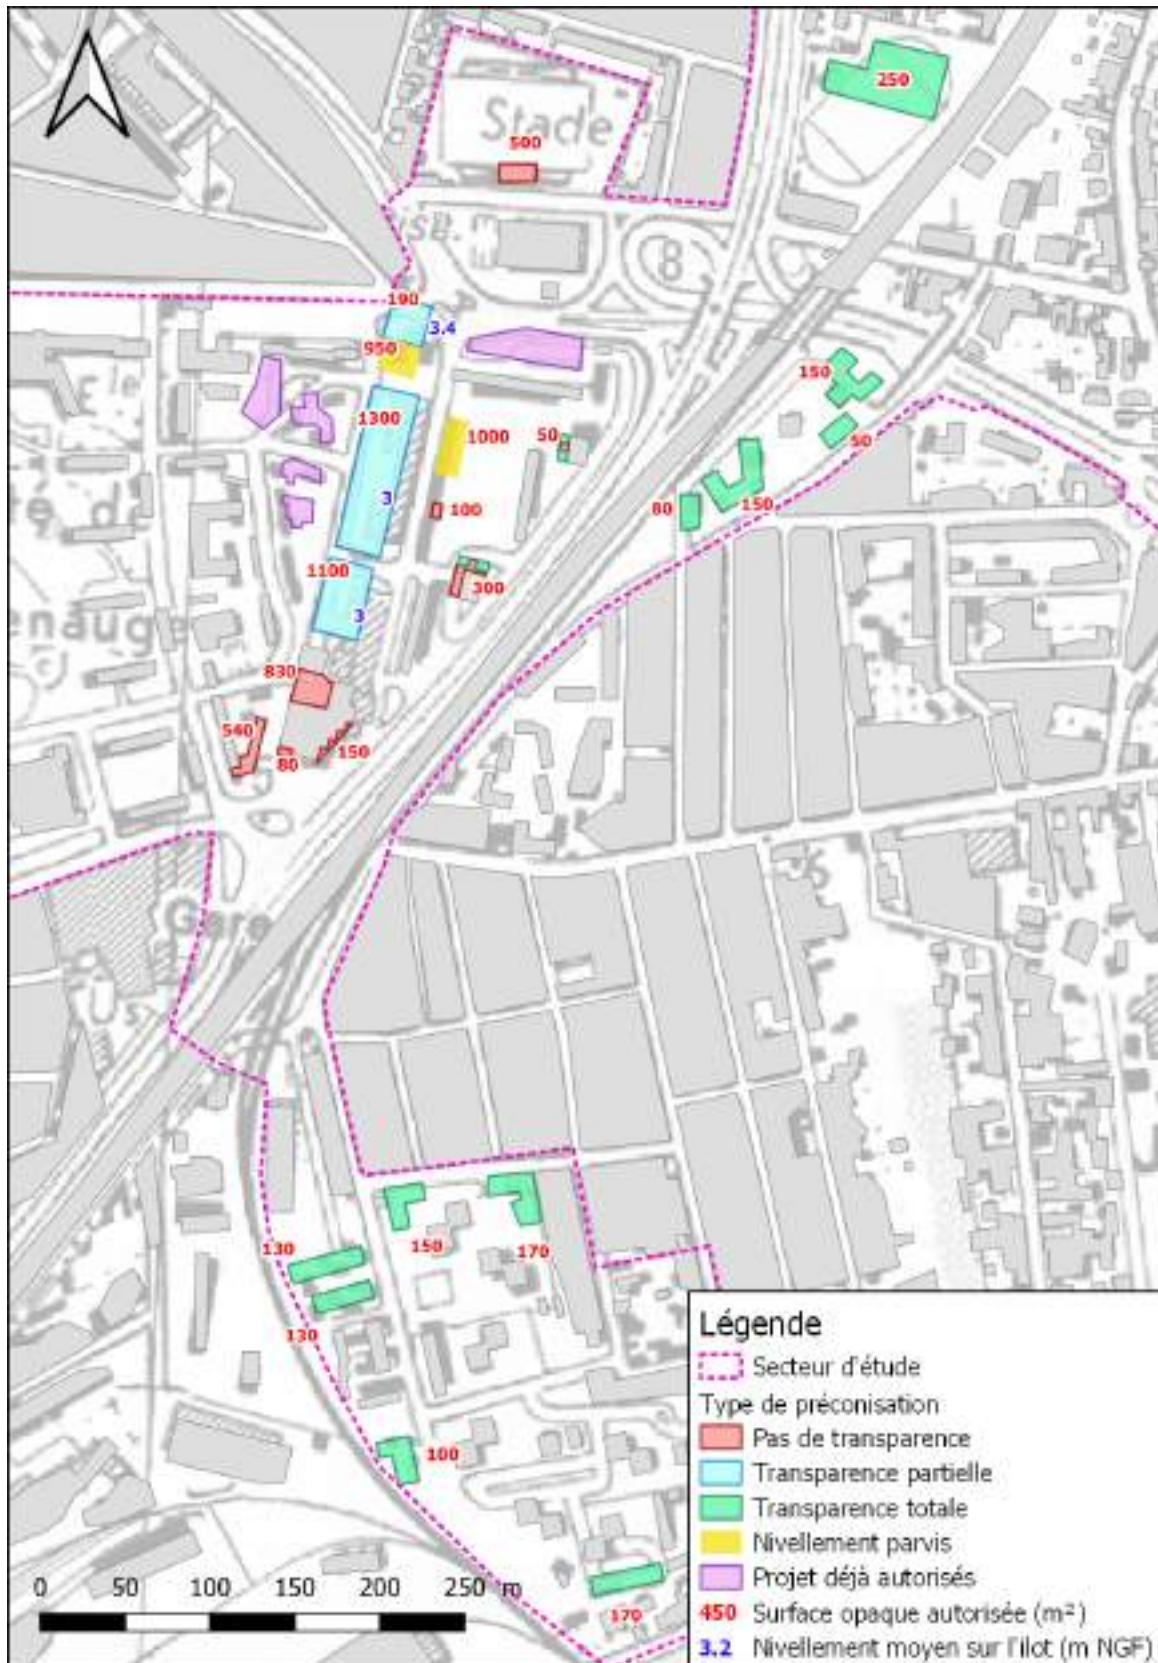 250
Stade
500
8
190
3.4
950
1300
1000
50
150
50
3
100
80
150
1100
300
enauge
3
830
540
80
150
Gare
150
130
170
130
100
170
0 50 100 150 200 250 m
Légende
Secteur d'étude
Type de préconisation
Pas de transparence
Transparence partielle
Transparence totale
Nivellement parvis
Projet déjà autorisés
450 Surface opaque autorisée (m²)
3.2 Nivellement moyen sur l'ilot (m NGF)